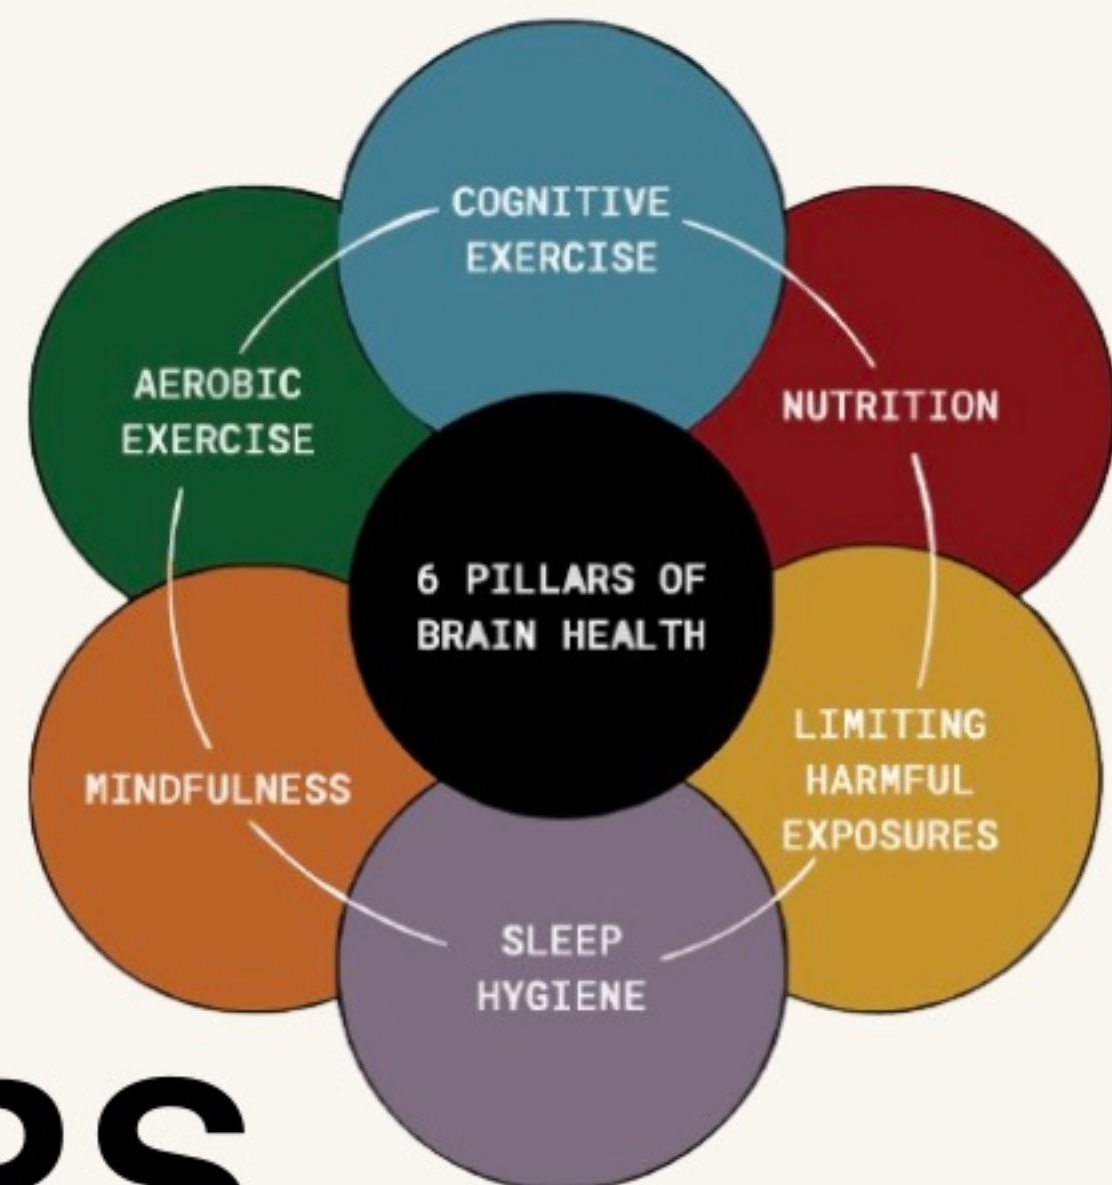 COGNITIVE
EXERCISE
NUTRITION
LIMITING
HARMFUL
EXPOSURES
SLEEP
HYGIENE
MINDFULNESS
AEROBIC
EXERCISE
6 PILLARS OF
BRAIN HEALTH